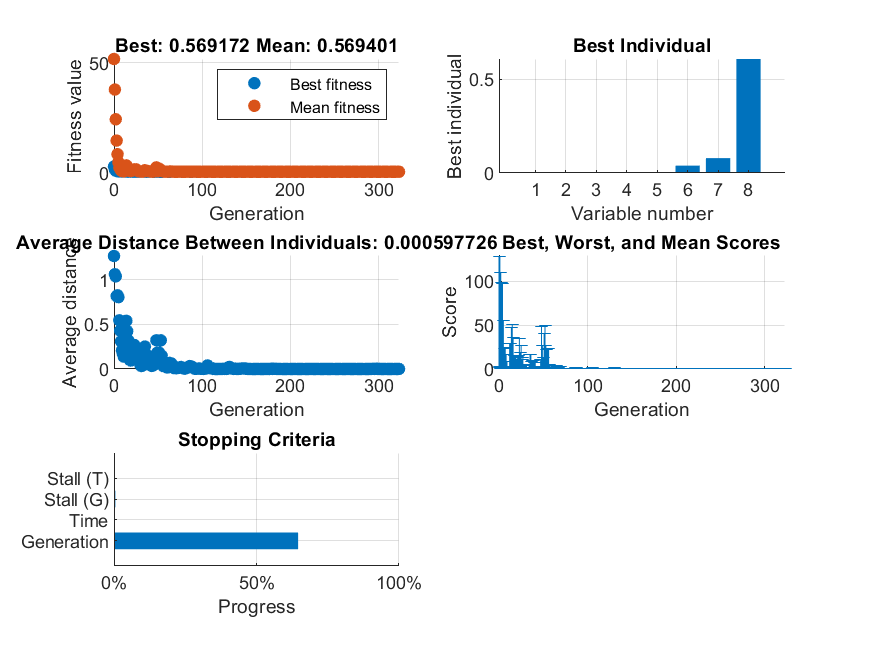 Best: 0.569172 Mean: 0.569401
Fitness value
50
0
0
100
200
300
Generation
Best fitness
Mean fitness
Best Individual
Best individual
0.5
0
1
2
3
4
5
6
7
8
Variable number
Average Distance Between Individuals: 0.000597726
Average distance
1
0.5
0
0
100
200
300
Generation
Best, Worst, and Mean Scores
Score
100
50
0
0
100
200
300
Generation
Stopping Criteria
Stall (T)
Stall (G)
Time
Generation
0%
50%
100%
Progress